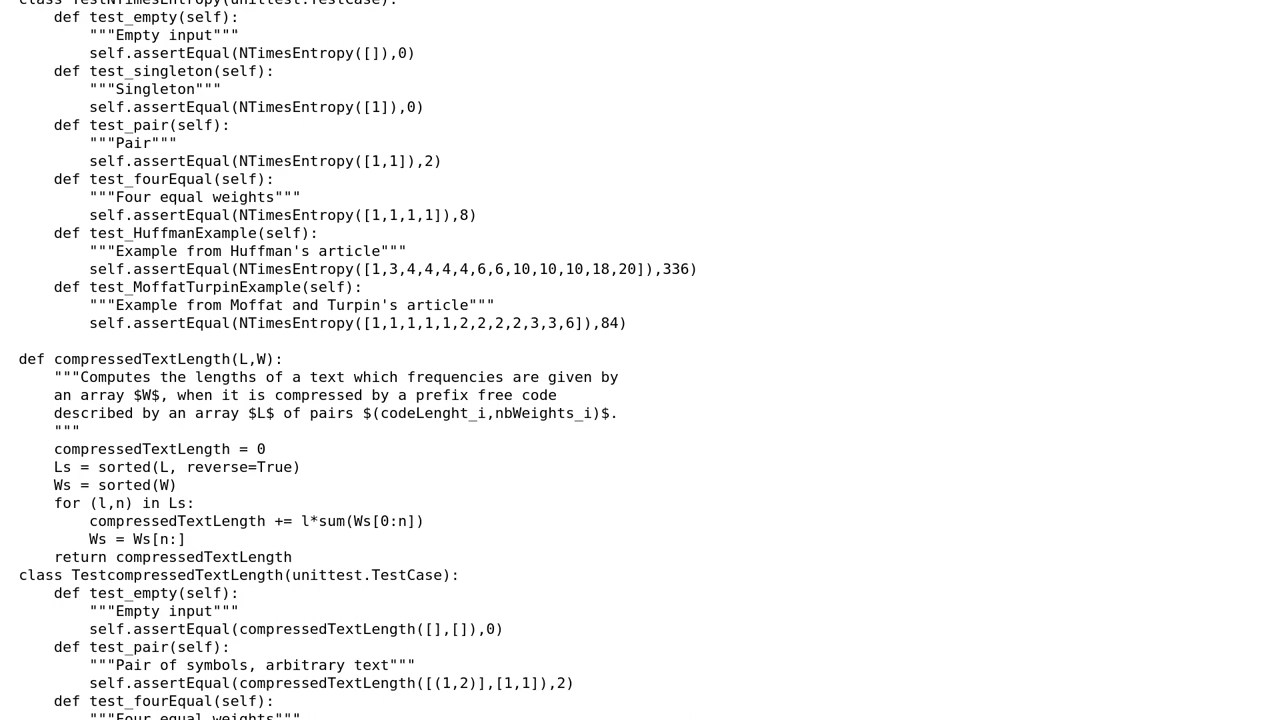 class TestNTimesEntropy(unittest.TestCase):
    def test_empty(self):
        """Empty input"""
        self.assertEqual(NTimesEntropy([]),0)
    def test_singleton(self):
        """Singleton"""
        self.assertEqual(NTimesEntropy([1]),0)
    def test_pair(self):
        """Pair"""
        self.assertEqual(NTimesEntropy([1,1]),2)
    def test_fourEqual(self):
        """Four equal weights"""
        self.assertEqual(NTimesEntropy([1,1,1,1]),8)
    def test_HuffmanExample(self):
        """Example from Huffman's article"""
        self.assertEqual(NTimesEntropy([1,3,4,4,4,4,6,6,10,10,10,18,20]),336)
    def test_MoffatTurpinExample(self):
        """Example from Moffat and Turpin's article"""
        self.assertEqual(NTimesEntropy([1,1,1,1,1,2,2,2,2,3,3,6]),84)

def compressedTextLength(L,W):
    """Computes the lengths of a text which frequencies are given by
    an array $W$, when it is compressed by a prefix free code
    described by an array $L$ of pairs $(codeLenght_i,nbWeights_i)$.
    """
    compressedTextLength = 0
    Ls = sorted(L, reverse=True)
    Ws = sorted(W)
    for (l,n) in Ls:
        compressedTextLength += l*sum(Ws[0:n])
        Ws = Ws[n:]
    return compressedTextLength
class TestcompressedTextLength(unittest.TestCase):
    def test_empty(self):
        """Empty input"""
        self.assertEqual(compressedTextLength([],[]),0)
    def test_pair(self):
        """Pair of symbols, arbitrary text"""
        self.assertEqual(compressedTextLength([(1,2)],[1,1]),2)
    def test_fourEqual(self):
        """Four equal weights"""